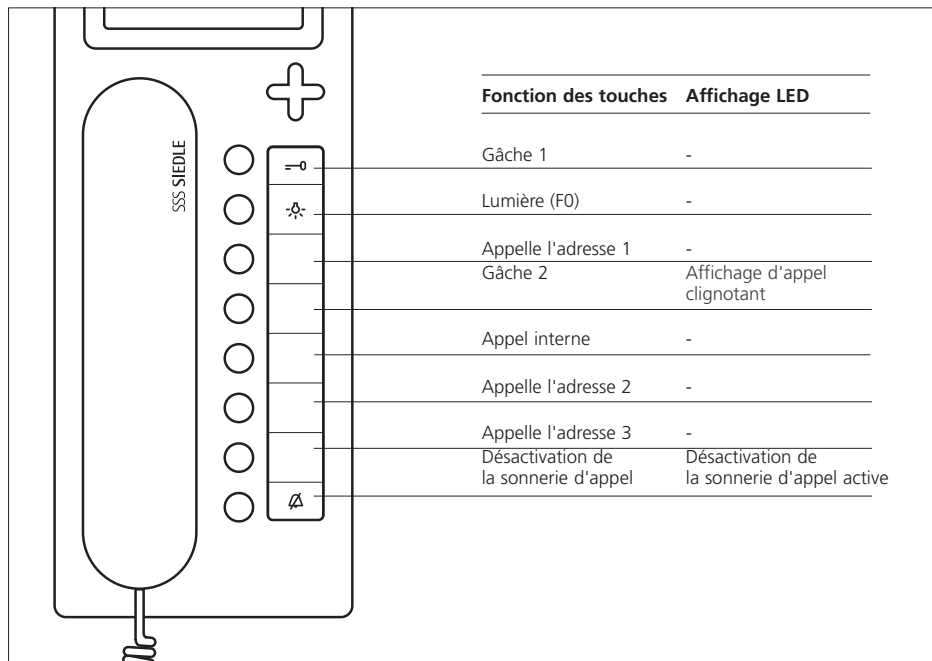 SSS SIEDLE
Fonction des touches Affichage LED
Gâche 1 -
Lumière (F0) -
Appelle l'adresse 1 -
Gâche 2 Affichage d'appel
clignotant
Appel interne -
Appelle l'adresse 2 -
Appelle l'adresse 3 -
Désactivation de Désactivation de
la sonnerie d'appel la sonnerie d'appel active